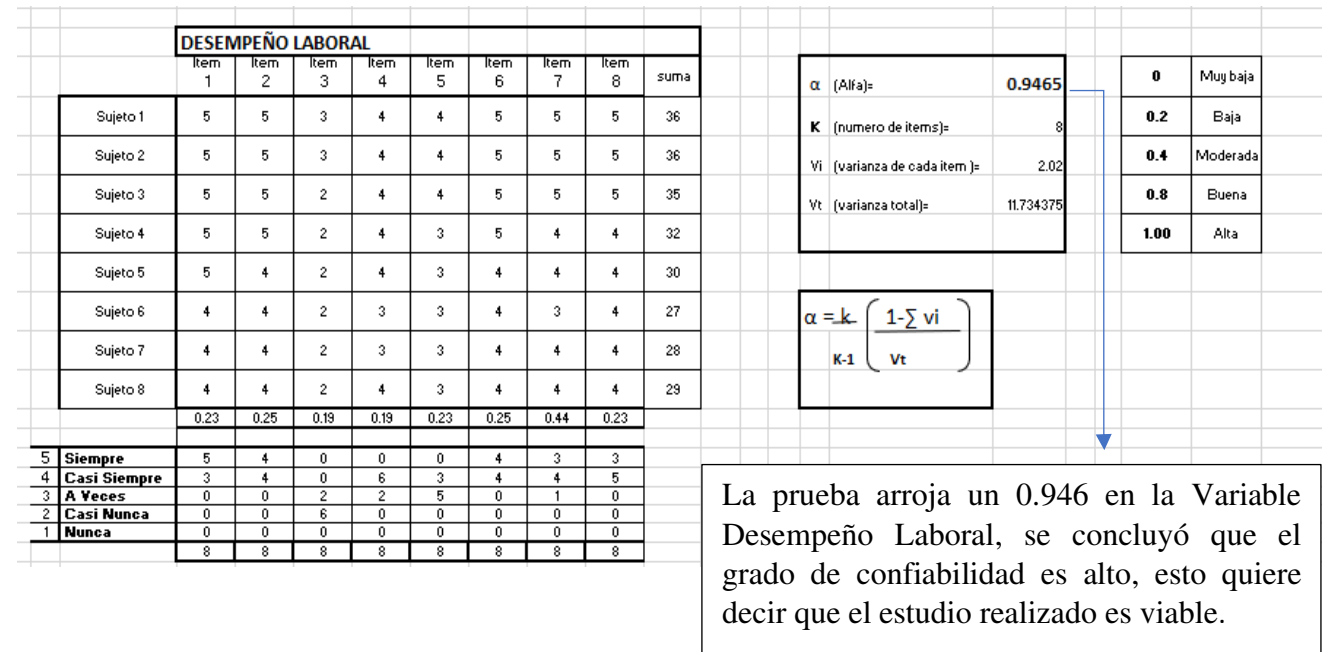 DESEMPEÑO LABORAL
Item 1 Item 2 Item 3 Item 4 Item 5 Item 6 Item 7 Item 8 suma
Sujeto 1 5 5 3 4 4 5 5 5 36
Sujeto 2 5 5 3 4 4 5 5 5 36
Sujeto 3 5 5 2 4 4 5 5 5 35
Sujeto 4 5 5 2 4 3 5 4 4 32
Sujeto 5 5 4 2 4 3 4 4 4 30
Sujeto 6 4 4 2 3 3 4 3 4 27
Sujeto 7 4 4 2 3 3 4 4 4 28
Sujeto 8 4 4 2 4 3 4 4 4 29
0.23 0.25 0.19 0.19 0.23 0.25 0.44 0.23
5 Siempre 5 4 0 0 0 4 3 3
4 Casi Siempre 3 4 0 6 3 4 4 5
3 A Veces 0 0 2 2 5 0 1 0
2 Casi Nunca 0 0 6 0 0 0 0 0
1 Nunca 0 0 0 0 0 0 0 0
8 8 8 8 8 8 8 8
α (Alfa)= 0.9465
K (numero de items)= 8
Vi (varianza de cada item )= 2.02
Vt (varianza total)= 11.734375
0 Muy baja
0.2 Baja
0.4 Moderada
0.8 Buena
1.00 Alta
α = k 1-∑ vi
K-1 Vt
La prueba arroja un 0.946 en la Variable
Desempeño Laboral, se concluyó que el
grado de confiabilidad es alto, esto quiere
decir que el estudio realizado es viable.